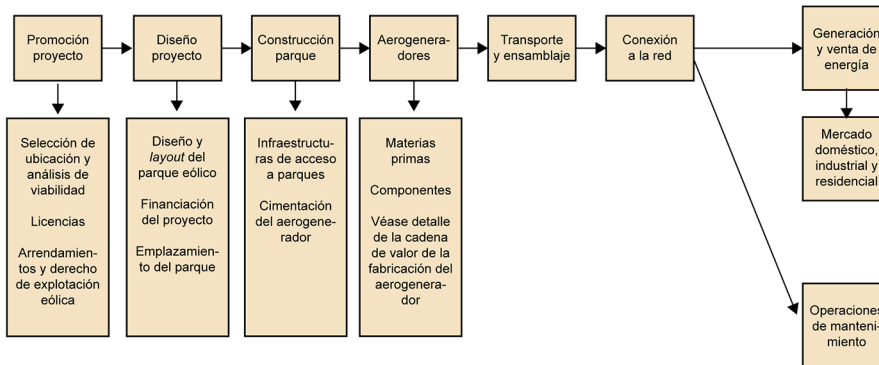 Promoción
proyecto
Diseño
proyecto
Construcción
parque
Aerogenera-
dores
Transporte
y ensamblaje
Conexión
a la red
Generación
y venta de
energía
Selección de
ubicación y
análisis de
viabilidad
Licencias
Arrendamien-
tos y derecho
de explotación
eólica
Diseño y
layout del
parque eólico
Financiación
del proyecto
Emplazamien-
to del parque
Infraestructu-
ras de acceso
a parques
Cimentación
del aerogene-
rador
Materias
primas
Componentes
Véase detalle
de la cadena
de valor de la
fabricación del
aerogenera-
dor
Mercado
doméstico,
industrial y
residencial
Operaciones
de manteni-
miento